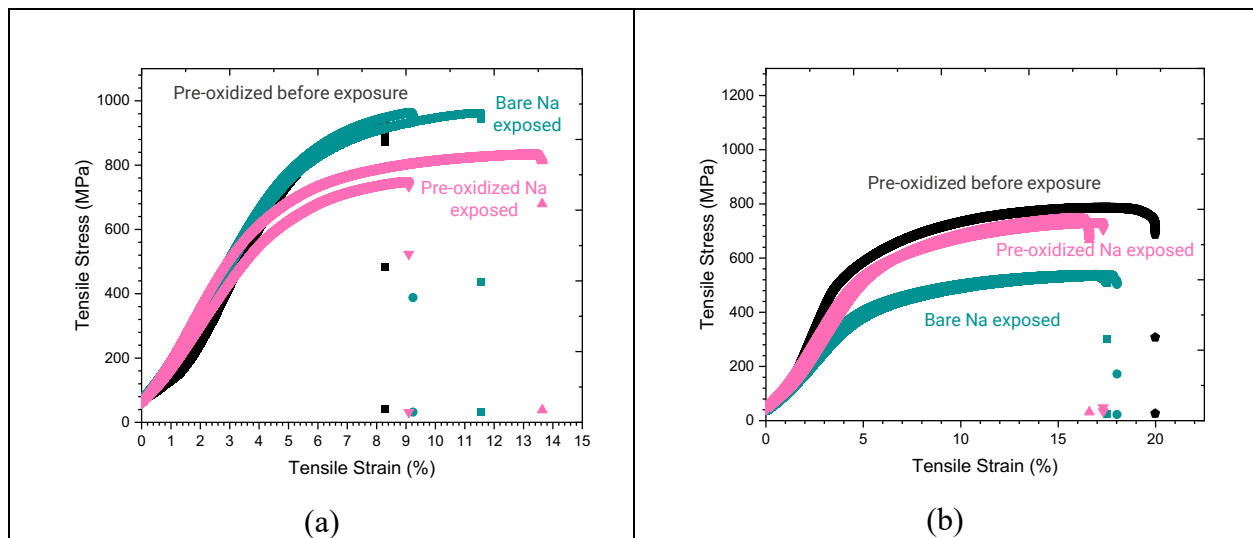 Pre-oxidized before exposure
Bare Na
exposed
Pre-oxidized Na
exposed
Tensile Stress (MPa)
1000
800
600
400
200
0
0 1 2 3 4 5 6 7 8 9 10 11 12 13 14 15
Tensile Strain (%)
(a)
Pre-oxidized before exposure
Pre-oxidized Na exposed
Bare Na exposed
Tensile Stress (MPa)
1200
1000
800
600
400
200
0
0 5 10 15 20
Tensile Strain (%)
(b)